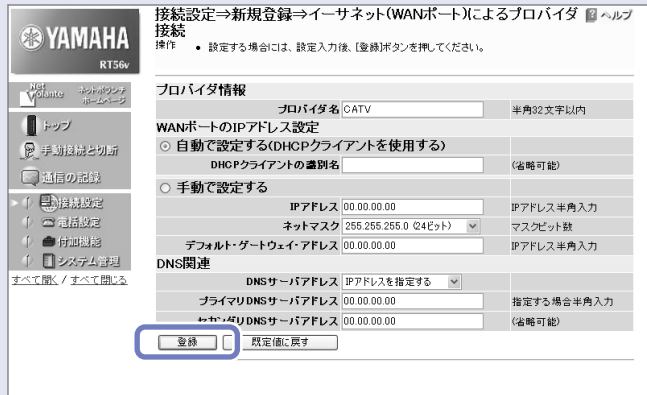 YAMAHA
RT56v
Net Volante ネットボランチ ホームページ
トップ
手動接続と切断
通信の記録
接続設定
電話設定
付加機能
システム管理
すべて開く / すべて閉じる
接続設定⇒新規登録⇒イーサネット(WANポート)によるプロバイダ接続
? ヘルプ
操作 • 設定する場合には、設定入力後、[登録]ボタンを押してください。
プロバイダ情報
プロバイダ名 CATV 半角32文字以内
WANポートのIPアドレス設定
自動で設定する(DHCPクライアントを使用する)
DHCPクライアントの識別名 (省略可能)
手動で設定する
IPアドレス 00.00.00.00 IPアドレス半角入力
ネットマスク 255.255.255.0 (24ビット) マスクビット数
デフォルト・ゲートウェイ・アドレス 00.00.00.00 IPアドレス半角入力
DNS関連
DNSサーバアドレス IPアドレスを指定する
プライマリDNSサーバアドレス 00.00.00.00 指定する場合半角入力
セカンダリDNSサーバアドレス 00.00.00.00 (省略可能)
登録 既定値に戻す